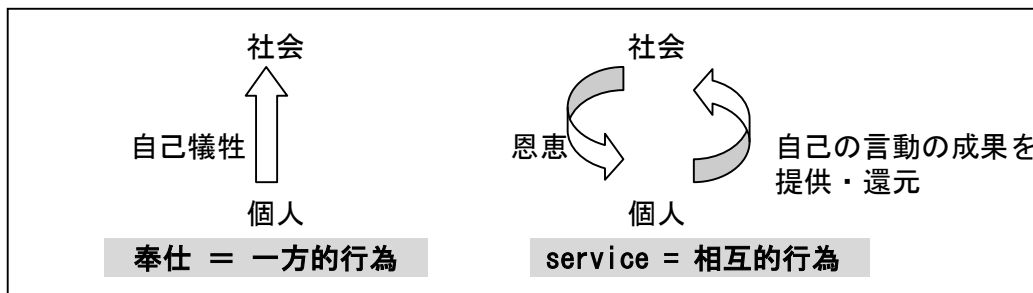 社会
自己犠牲
個人
奉仕 = 一方的行為
社会
恩恵
自己の言動の成果を
提供・還元
個人
service = 相互的行為